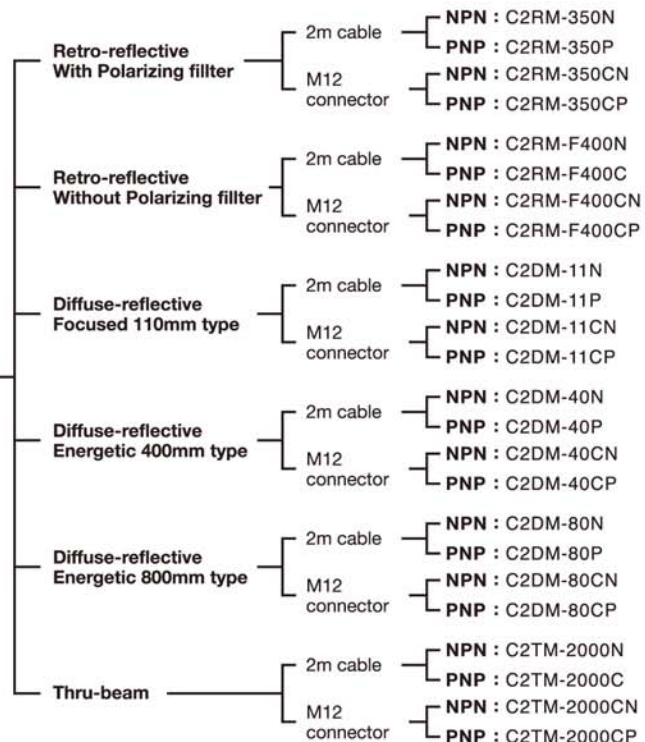 Retro-reflective
With Polarizing fillter
2m cable
NPN : C2RM-350N
PNP : C2RM-350P
M12
connector
NPN : C2RM-350CN
PNP : C2RM-350CP
Retro-reflective
Without Polarizing fillter
2m cable
NPN : C2RM-F400N
PNP : C2RM-F400C
M12
connector
NPN : C2RM-F400CN
PNP : C2RM-F400CP
Diffuse-reflective
Focused 110mm type
2m cable
NPN : C2DM-11N
PNP : C2DM-11P
M12
connector
NPN : C2DM-11CN
PNP : C2DM-11CP
Diffuse-reflective
Energetic 400mm type
2m cable
NPN : C2DM-40N
PNP : C2DM-40P
M12
connector
NPN : C2DM-40CN
PNP : C2DM-40CP
Diffuse-reflective
Energetic 800mm type
2m cable
NPN : C2DM-80N
PNP : C2DM-80P
M12
connector
NPN : C2DM-80CN
PNP : C2DM-80CP
Thru-beam
2m cable
NPN : C2TM-2000N
PNP : C2TM-2000C
M12
connector
NPN : C2TM-2000CN
PNP : C2TM-2000CP